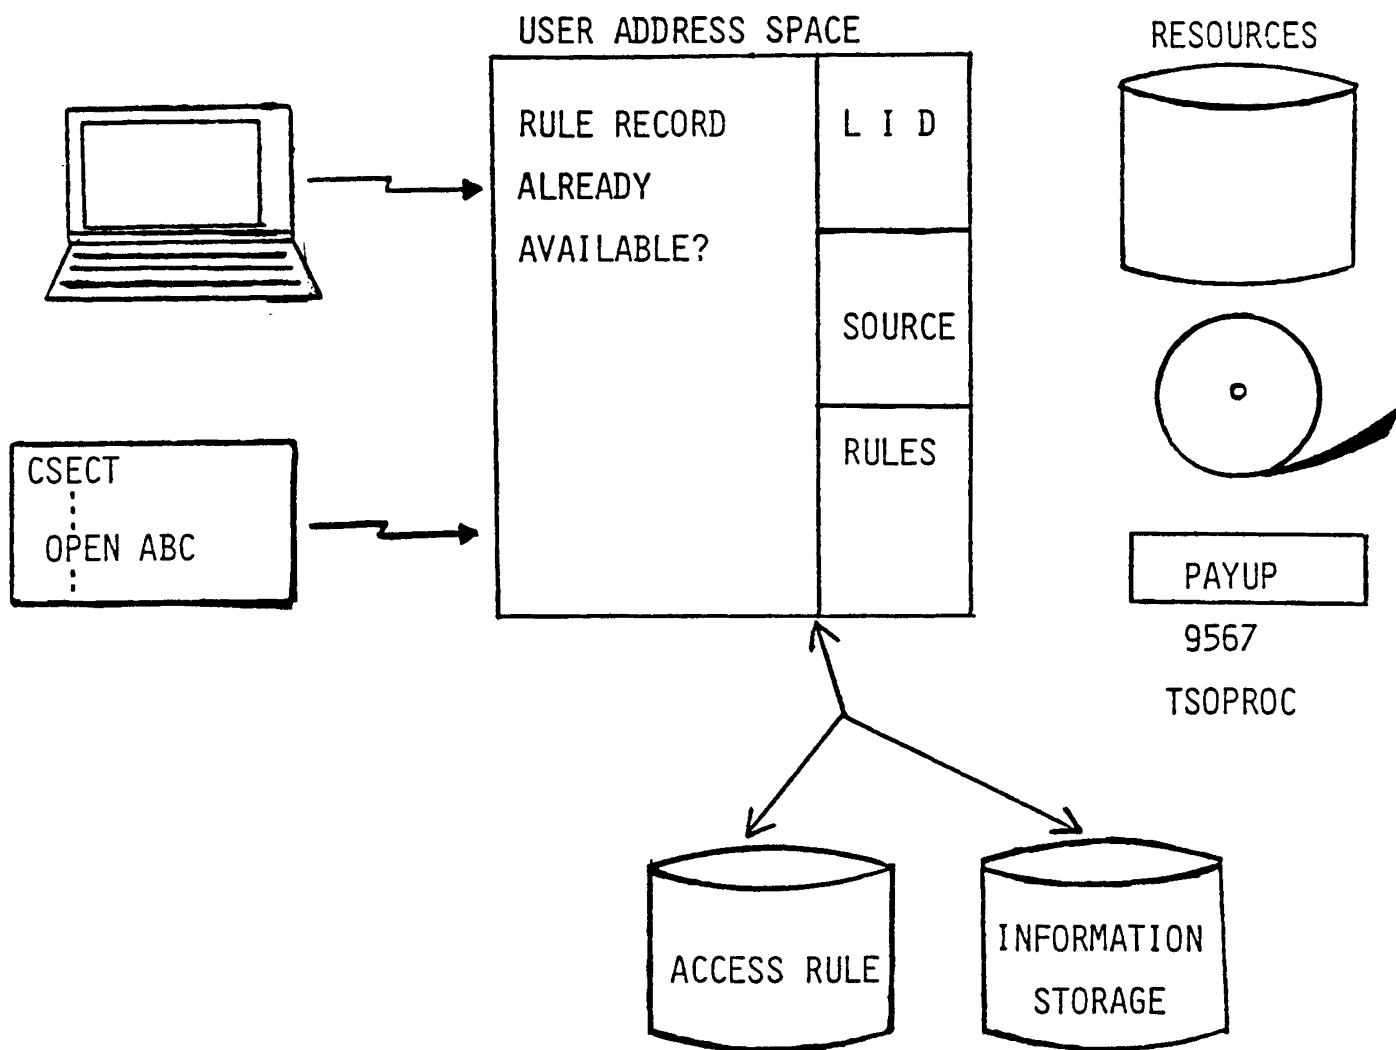 USER ADDRESS SPACE
RESOURCES
RULE RECORD
ALREADY
AVAILABLE?
L I D
SOURCE
RULES
CSECT
OPEN ABC
PAYUP
9567
TSOPROC
ACCESS RULE
INFORMATION
STORAGE